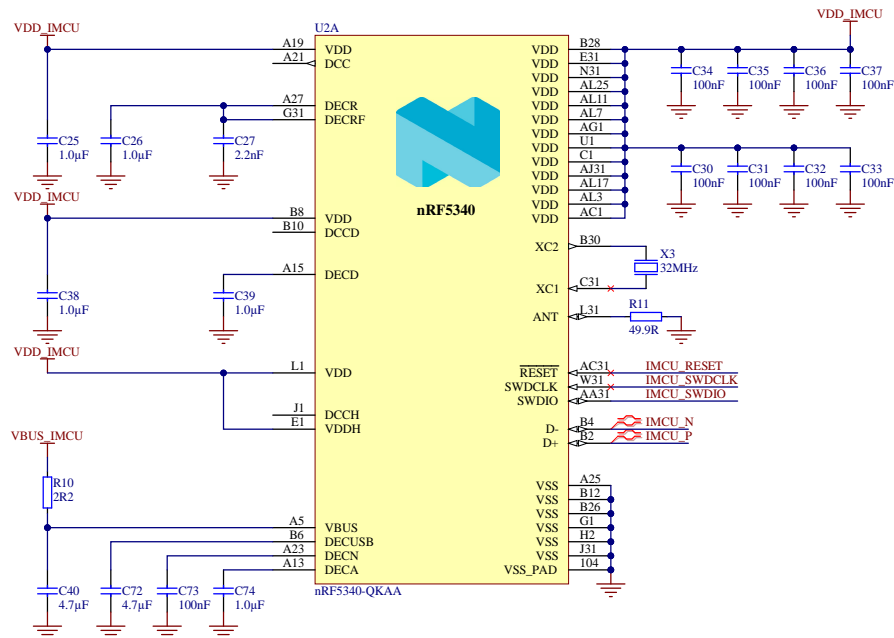 VDD_IMCU
U2A
VDD_IMCU
A19 VDD
A21 DCC
A27 DECR
G31 DECRF
C25
1.0µF
C26
1.0µF
C27
2.2nF
VDD_IMCU
B8 VDD
B10 DCCD
A15 DECD
C38
1.0µF
C39
1.0µF
VDD_IMCU
L1 VDD
J1 DCCH
E1 VDDH
VBUS_IMCU
R10
2R2
A5 VBUS
B6 DECUSB
A23 DECN
A13 DECA
C40
4.7µF
C72
4.7µF
C73
100nF
C74
1.0µF
nRF5340
nRF5340-QKAA
VDD B28
VDD E31
VDD N31
VDD AL25
VDD AL11
VDD AL7
VDD AG1
VDD U1
VDD C1
VDD AJ31
VDD AL17
VDD AL3
VDD AC1
C34
100nF
C35
100nF
C36
100nF
C37
100nF
C30
100nF
C31
100nF
C32
100nF
C33
100nF
XC2 B30
XC1 C31
X3
32MHz
ANT L31
R11
49.9R
RESET AC31 IMCU_RESET
SWDCLK W31 IMCU_SWDCLK
SWDIO AA31 IMCU_SWDIO
D- B4 IMCU_N
D+ B2 IMCU_P
VSS A25
VSS B12
VSS B26
VSS G1
VSS H2
VSS J31
VSS_PAD 104